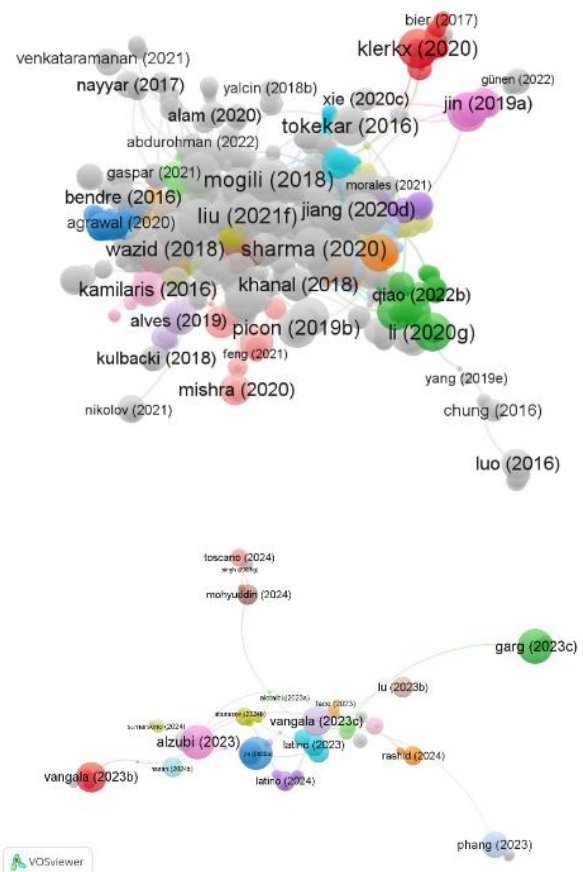 bier (2017)
klerkx (2020)
venkataraman (2021)
günen (2022)
nayyar (2017)
yalcin (2018b)
xie (2020c)
jin (2019a)
alam (2020)
tokekar (2016)
abdurohman (2022)
gaspar (2021)
mogili (2018)
morales (2021)
bendre (2016)
agrawal (2020)
liu (2021f)
jiang (2020d)
wazid (2018)
sharma (2020)
kamilaris (2016)
khanal (2018)
qiao (2022b)
alves (2019)
picon (2019b)
li (2020g)
kulbacki (2018)
feng (2021)
yang (2019e)
mishra (2020)
nikolov (2021)
chung (2016)
luo (2016)
toscano (2024)
mohyuddin (2024)
garg (2023c)
lu (2023b)
vangala (2023c)
alzubi (2023)
latino (2023)
rashid (2024)
vangala (2023b)
latino (2024)
phang (2023)
VOSviewer